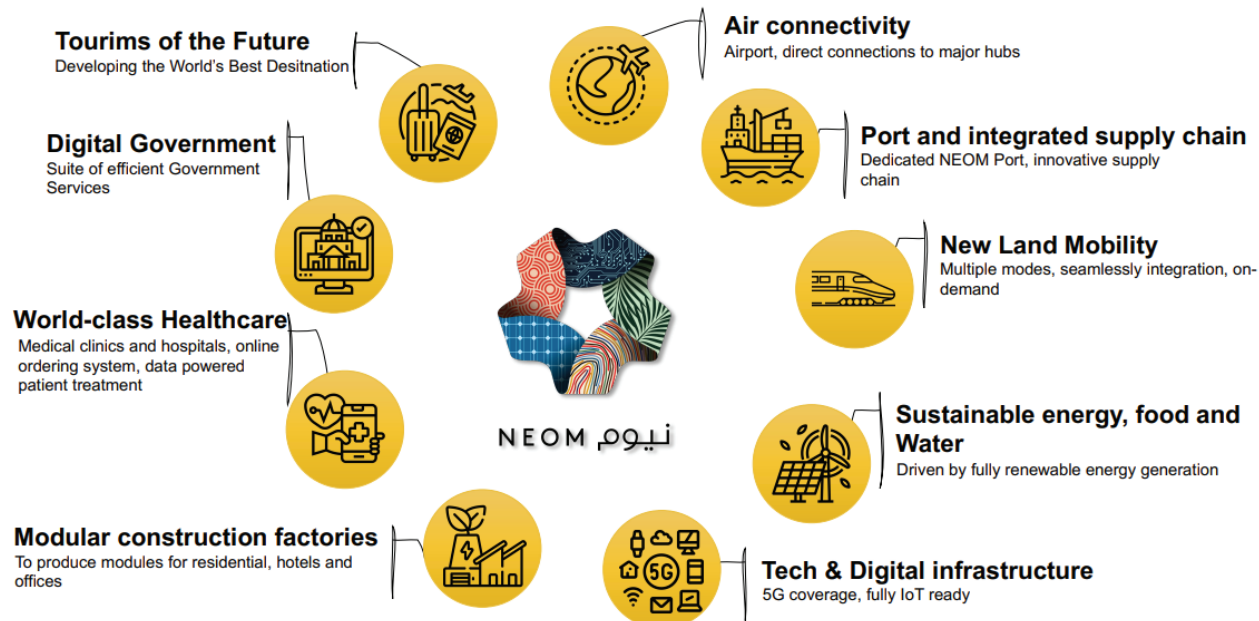 Tourims of the Future
Developing the World's Best Desitnation
Air connectivity
Airport, direct connections to major hubs
Digital Government
Suite of efficient Government
Services
Port and integrated supply chain
Dedicated NEOM Port, innovative supply
chain
New Land Mobility
Multiple modes, seamlessly integration, on-
demand
World-class Healthcare
Medical clinics and hospitals, online
ordering system, data powered
patient treatment
NEOM نيوم
Sustainable energy, food and
Water
Driven by fully renewable energy generation
Modular construction factories
To produce modules for residential, hotels and
offices
5G
Tech & Digital infrastructure
5G coverage, fully IoT ready